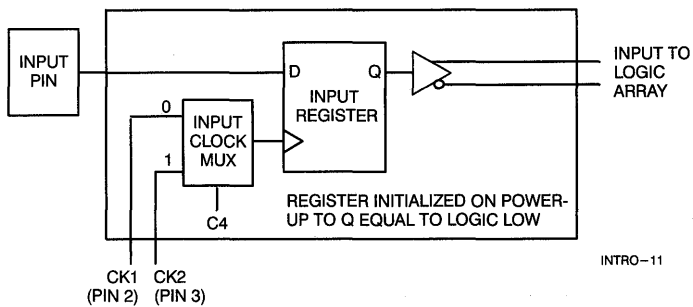 INPUT
PIN
D
Q
INPUT
REGISTER
INPUT TO
LOGIC
ARRAY
0
INPUT
CLOCK
MUX
1
C4
REGISTER INITIALIZED ON POWER-
UP TO Q EQUAL TO LOGIC LOW
INTRO-11
CK1
(PIN 2)
CK2
(PIN 3)